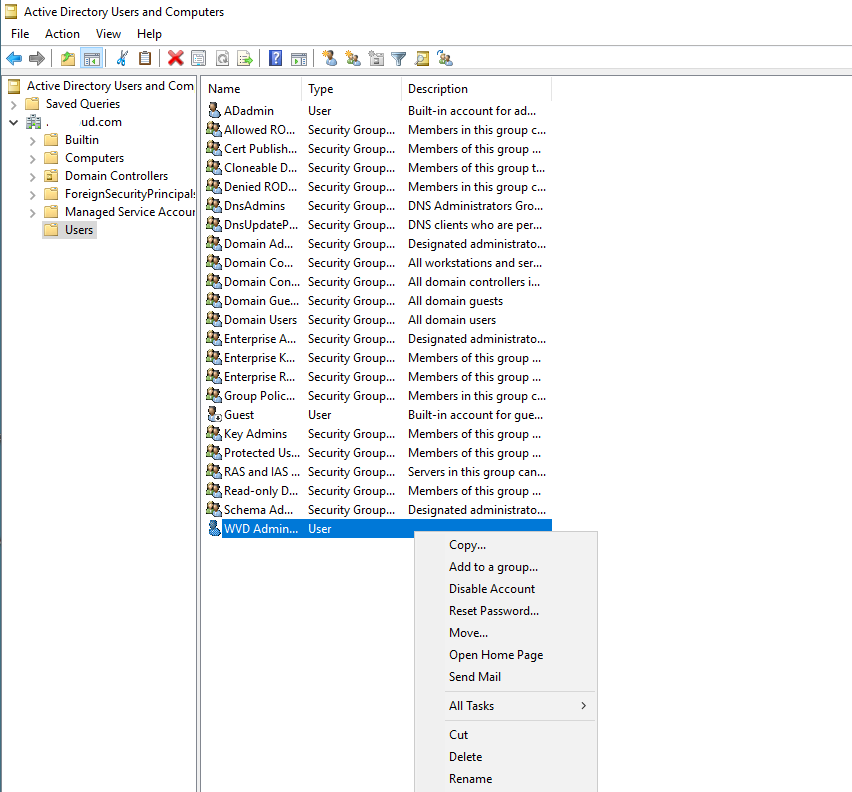 Active Directory Users and Computers
File Action View Help
Active Directory Users and Com
Saved Queries
. ud.com
Builtin
Computers
Domain Controllers
ForeignSecurityPrincipals
Managed Service Accour
Users
Name Type Description
ADadmin User Built-in account for ad...
Allowed RO... Security Group... Members in this group c...
Cert Publish... Security Group... Members of this group ...
Cloneable D... Security Group... Members of this group t...
Denied ROD... Security Group... Members in this group c...
DnsAdmins Security Group... DNS Administrators Gro...
DnsUpdateP... Security Group... DNS clients who are per...
Domain Ad... Security Group... Designated administrato...
Domain Co... Security Group... All workstations and ser...
Domain Con... Security Group... All domain controllers i...
Domain Gue... Security Group... All domain guests
Domain Users Security Group... All domain users
Enterprise A... Security Group... Designated administrato...
Enterprise K... Security Group... Members of this group ...
Enterprise R... Security Group... Members of this group ...
Group Polic... Security Group... Members in this group c...
Guest User Built-in account for gue...
Key Admins Security Group... Members of this group ...
Protected Us... Security Group... Members of this group ...
RAS and IAS ... Security Group... Servers in this group can...
Read-only D... Security Group... Members of this group ...
Schema Ad... Security Group... Designated administrato...
WVD Admin... User
Copy...
Add to a group...
Disable Account
Reset Password...
Move...
Open Home Page
Send Mail
All Tasks
Cut
Delete
Rename